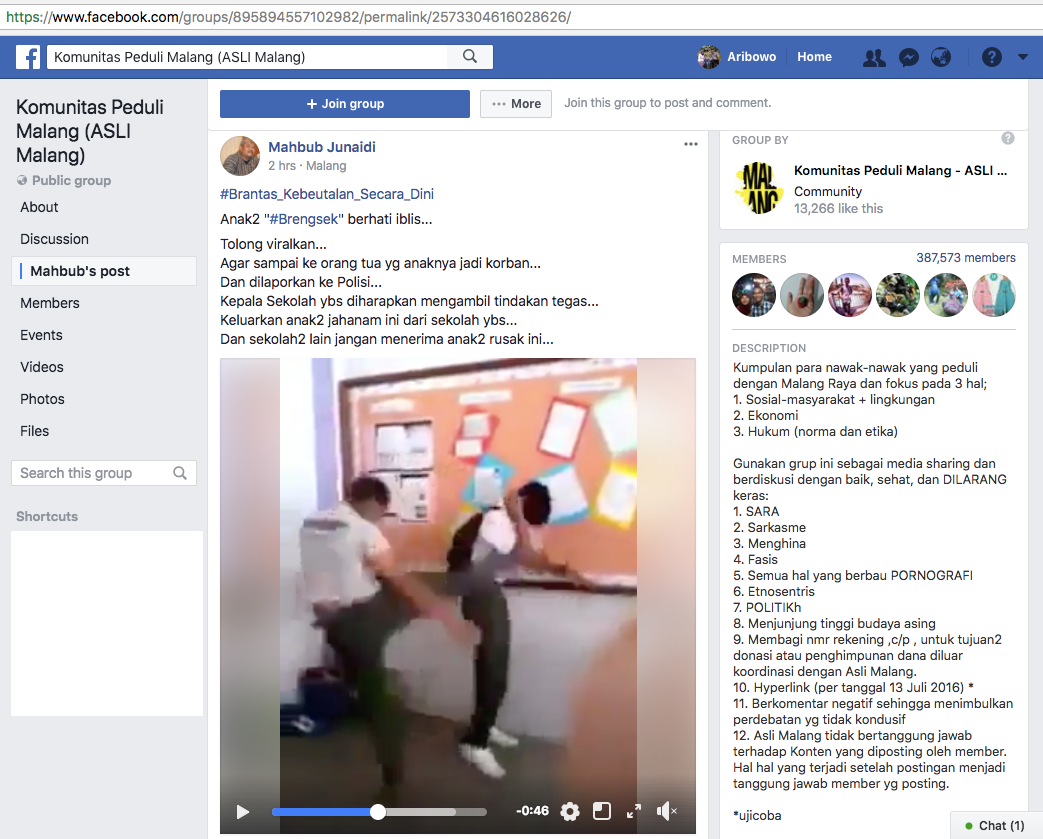 https://www.facebook.com/groups/895894557102982/permalink/2573304616028626/
Komunitas Peduli Malang (ASLI Malang)
Aribowo
Home
Komunitas Peduli
Malang (ASLI
Malang)
Public group
About
Discussion
Mahbub's post
Members
Events
Videos
Photos
Files
Search this group
Shortcuts
+ Join group
More
Join this group to post and comment.
Mahbub Junaidi
2 hrs · Malang
#Brantas_Kebeutalan_Secara_Dini
Anak2 "#Brengsek" berhati iblis...
Tolong viralkan...
Agar sampai ke orang tua yg anaknya jadi korban...
Dan dilaporkan ke Polisi...
Kepala Sekolah ybs diharapkan mengambil tindakan tegas...
Keluarkan anak2 jahanam ini dari sekolah ybs...
Dan sekolah2 lain jangan menerima anak2 rusak ini...
-0:46
GROUP BY
MALANG
Komunitas Peduli Malang - ASLI ...
Community
13,266 like this
MEMBERS
387,573 members
DESCRIPTION
Kumpulan para nawak-nawak yang peduli
dengan Malang Raya dan fokus pada 3 hal;
1. Sosial-masyarakat + lingkungan
2. Ekonomi
3. Hukum (norma dan etika)
Gunakan grup ini sebagai media sharing dan
berdiskusi dengan baik, sehat, dan DILARANG
keras:
1. SARA
2. Sarkasme
3. Menghina
4. Fasis
5. Semua hal yang berbau PORNOGRAFI
6. Etnosentris
7. POLITIKh
8. Menjunjung tinggi budaya asing
9. Membagi nmr rekening ,c/p , untuk tujuan2
donasi atau penghimpunan dana diluar
koordinasi dengan Asli Malang.
10. Hyperlink (per tanggal 13 Juli 2016) *
11. Berkomentar negatif sehingga menimbulkan
perdebatan yg tidak kondusif
12. Asli Malang tidak bertanggung jawab
terhadap Konten yang diposting oleh member.
Hal hal yang terjadi setelah postingan menjadi
tanggung jawab member yg posting.
*ujicoba
Chat (1)